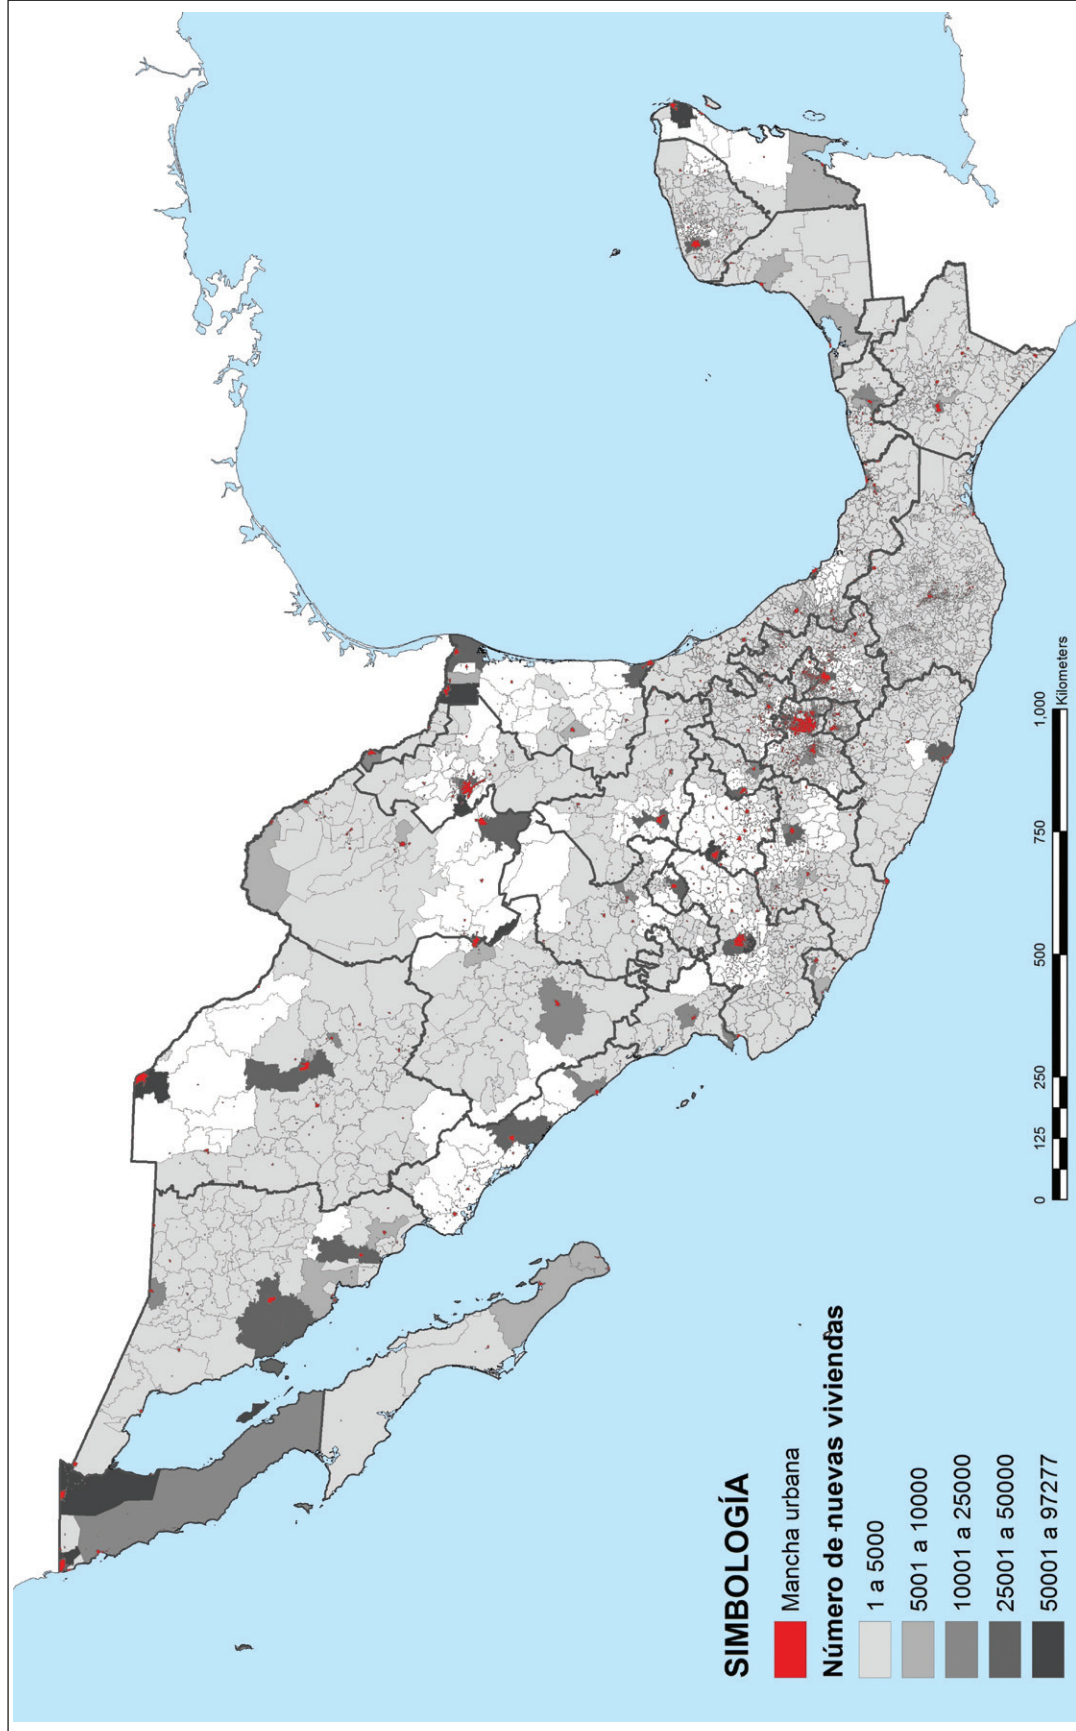 SIMBOLOGÍA
Mancha urbana
Número de nuevas viviendas
1 a 5000
5001 a 10000
10001 a 25000
25001 a 50000
50001 a 97277
0 125 250 500 750 1,000
Kilometers